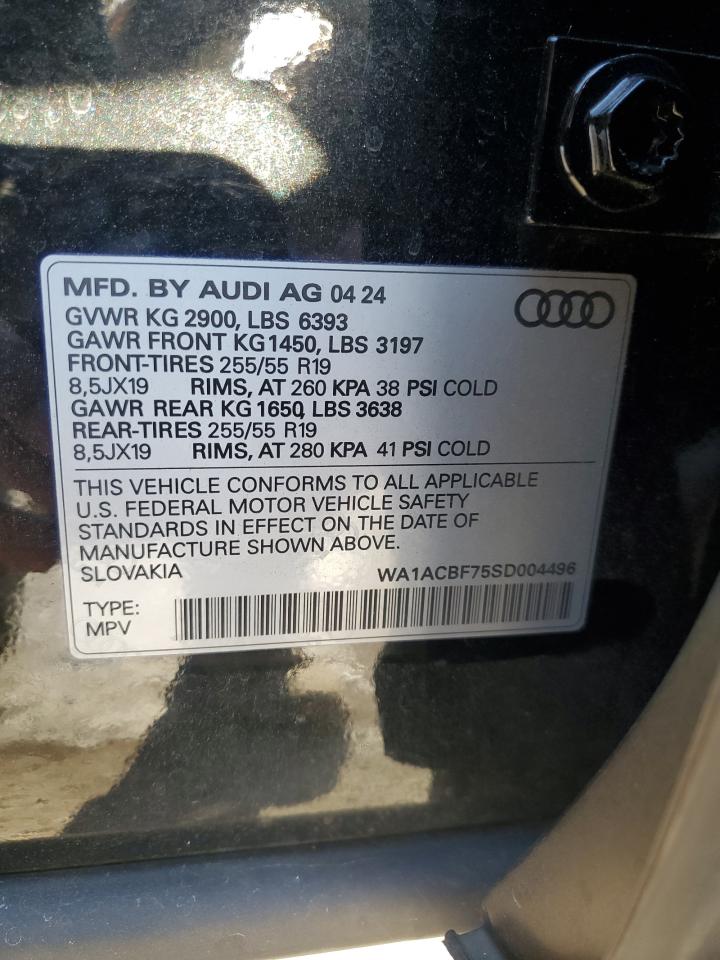 MFD. BY AUDI AG 04 24
GVWR KG 2900, LBS 6393
GAWR FRONT KG 1450, LBS 3197
FRONT-TIRES 255/55 R19
8,5JX19 RIMS, AT 260 KPA 38 PSI COLD
GAWR REAR KG 1650, LBS 3638
REAR-TIRES 255/55 R19
8,5JX19 RIMS, AT 280 KPA 41 PSI COLD
THIS VEHICLE CONFORMS TO ALL APPLICABLE
U.S. FEDERAL MOTOR VEHICLE SAFETY
STANDARDS IN EFFECT ON THE DATE OF
MANUFACTURE SHOWN ABOVE.
SLOVAKIA WA1ACBF75SD004496
TYPE:
MPV